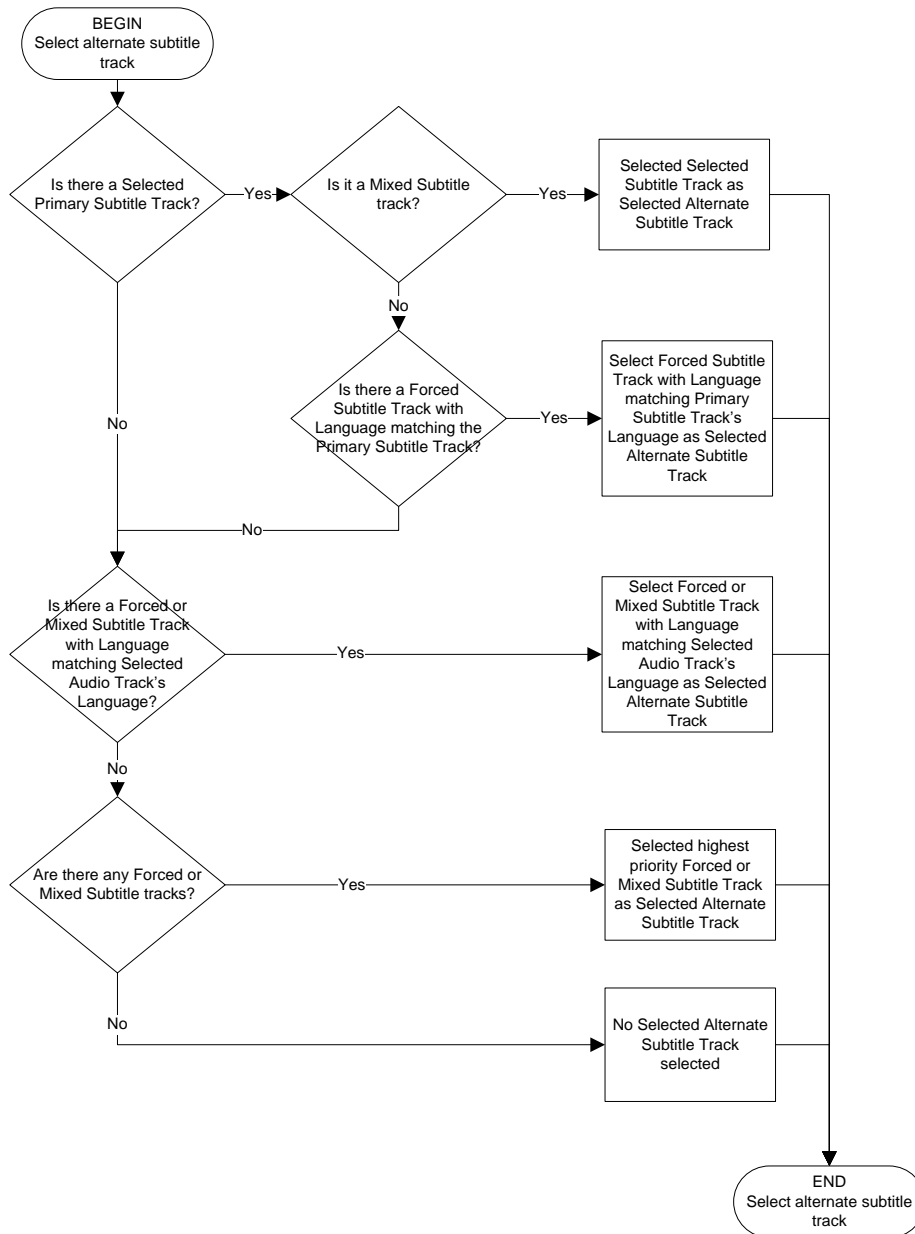 BEGIN
Select alternate subtitle
track
Is there a Selected
Primary Subtitle Track?
Yes
Is it a Mixed Subtitle
track?
Yes
Selected Selected
Subtitle Track as
Selected Alternate
Subtitle Track
No
No
Is there a Forced
Subtitle Track with
Language matching the
Primary Subtitle Track?
Yes
Select Forced Subtitle
Track with Language
matching Primary
Subtitle Track's
Language as Selected
Alternate Subtitle
Track
No
Is there a Forced or
Mixed Subtitle Track
with Language
matching Selected
Audio Track's
Language?
Yes
Select Forced or
Mixed Subtitle Track
with Language
matching Selected
Audio Track's
Language as Selected
Alternate Subtitle
Track
No
Are there any Forced or
Mixed Subtitle tracks?
Yes
Selected highest
priority Forced or
Mixed Subtitle Track
as Selected Alternate
Subtitle Track
No
No Selected Alternate
Subtitle Track
selected
END
Select alternate subtitle
track